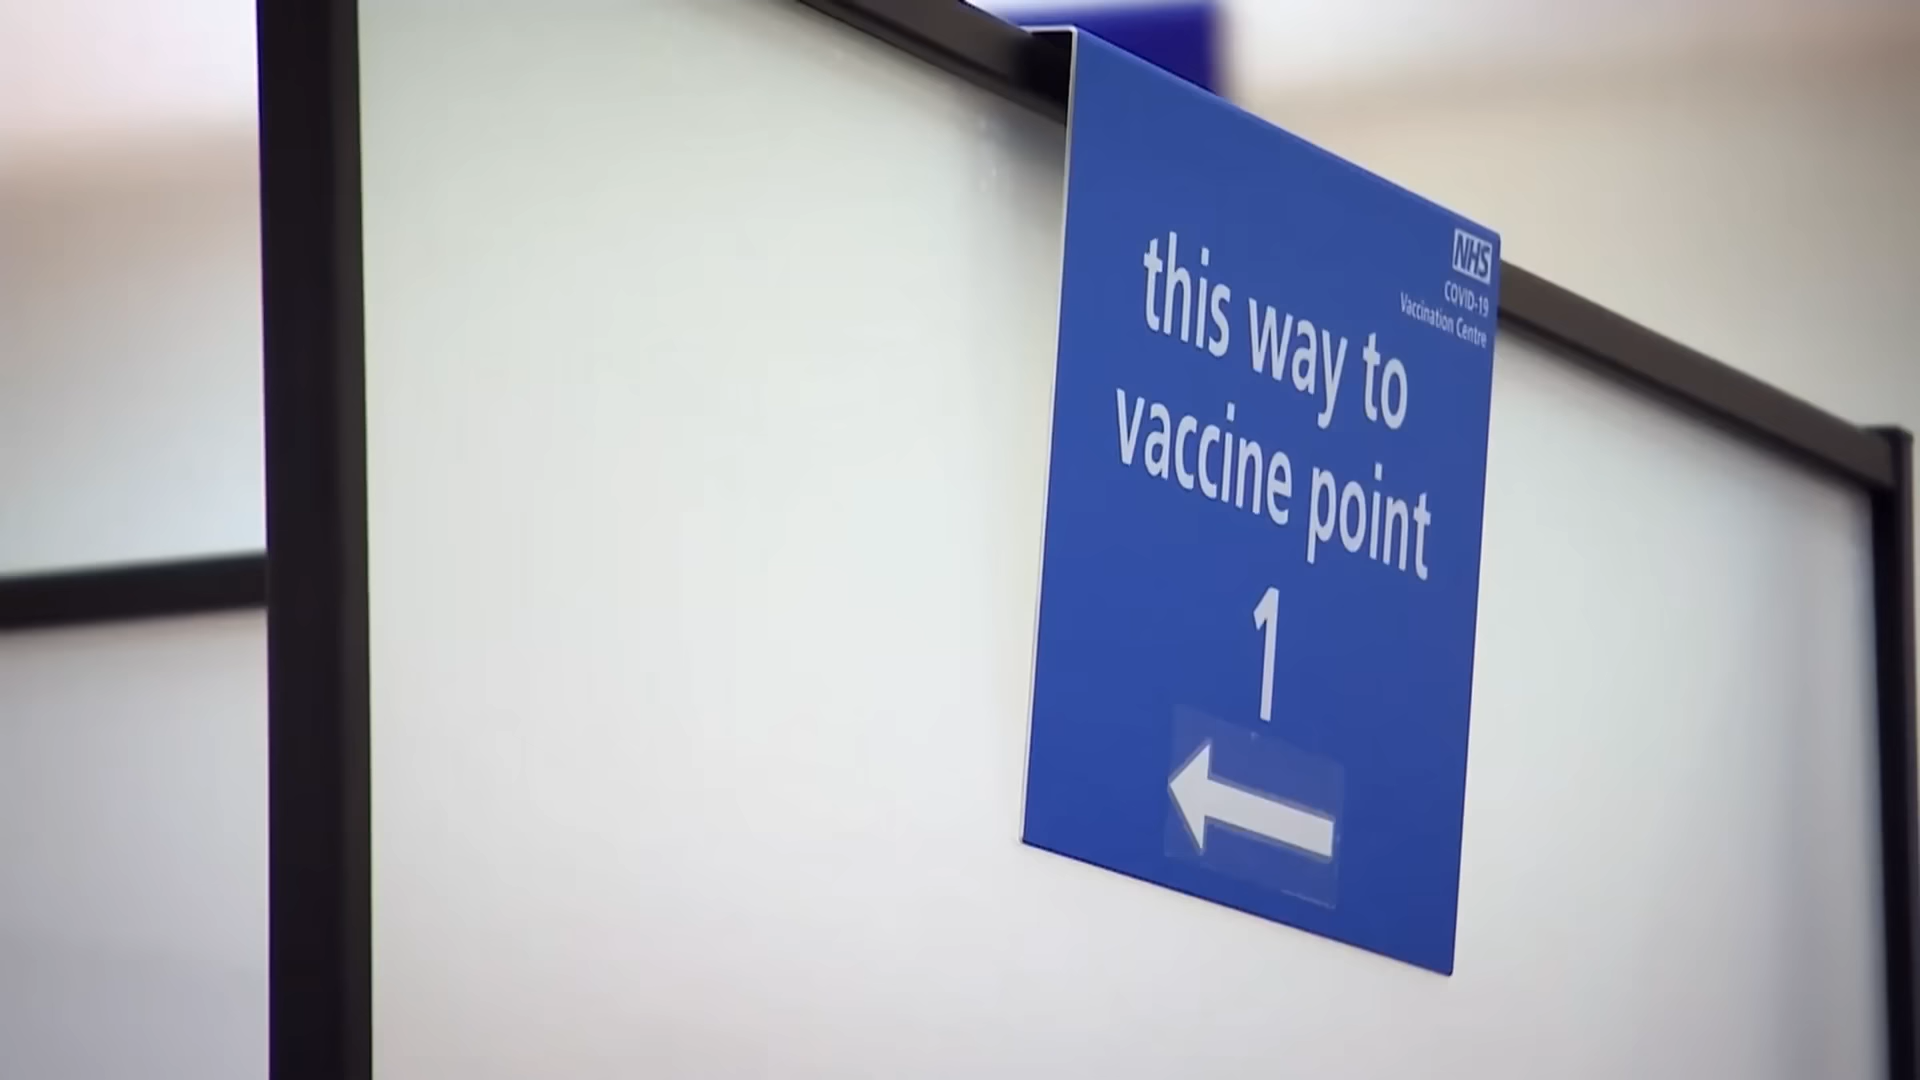 NHS
COVID-19
Vaccination Centre
this way to
vaccine point
1